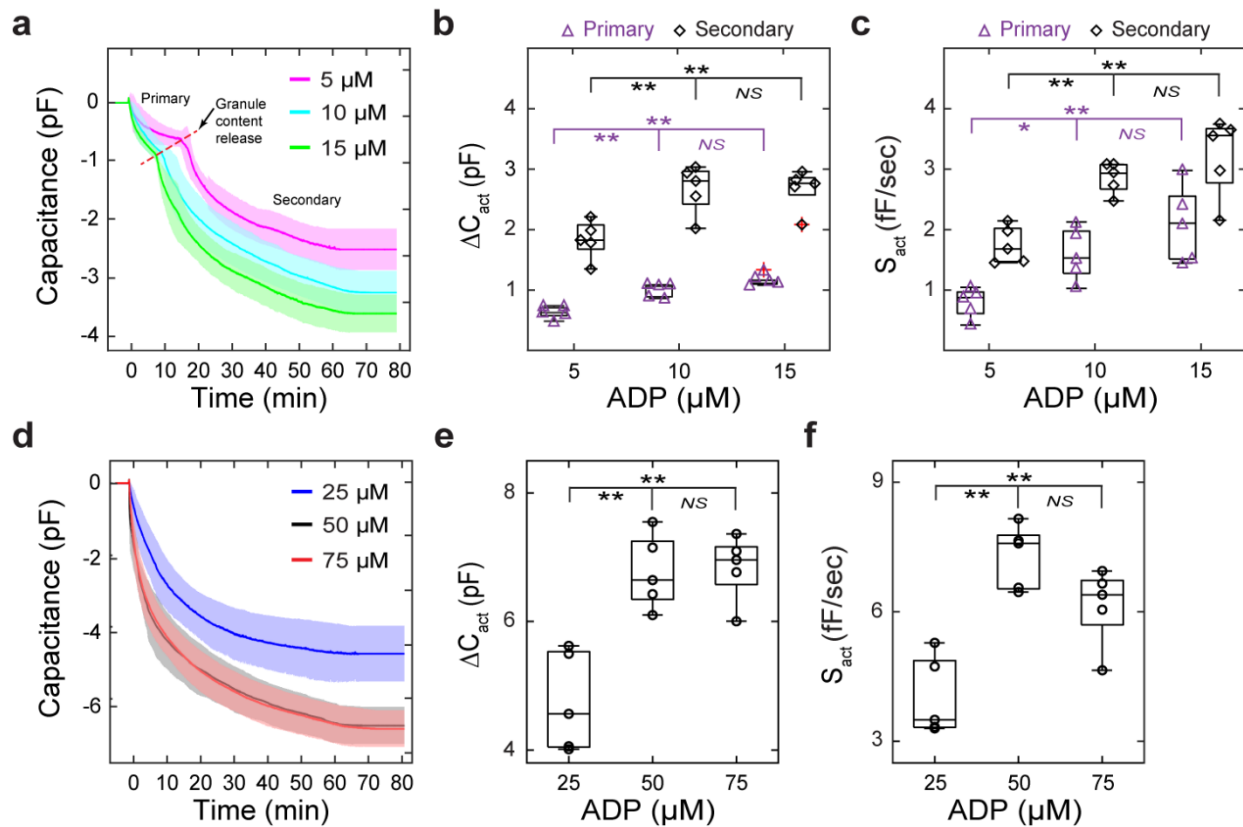 a
Capacitance (pF)
0
-1
-2
-3
-4
Primary
Granule
content
release
Secondary
5 µM
10 µM
15 µM
0 10 20 30 40 50 60 70 80
Time (min)
b
Primary Secondary
ΔC_act (pF)
4
3
2
1
**
** NS
**
** NS
5 10 15
ADP (µM)
c
Primary Secondary
S_act (fF/sec)
4
3
2
1
**
** NS
**
* NS
5 10 15
ADP (µM)
d
Capacitance (pF)
0
-2
-4
-6
25 µM
50 µM
75 µM
0 10 20 30 40 50 60 70 80
Time (min)
e
ΔC_act (pF)
8
6
4
**
** NS
25 50 75
ADP (µM)
f
S_act (fF/sec)
9
6
3
**
** NS
25 50 75
ADP (µM)